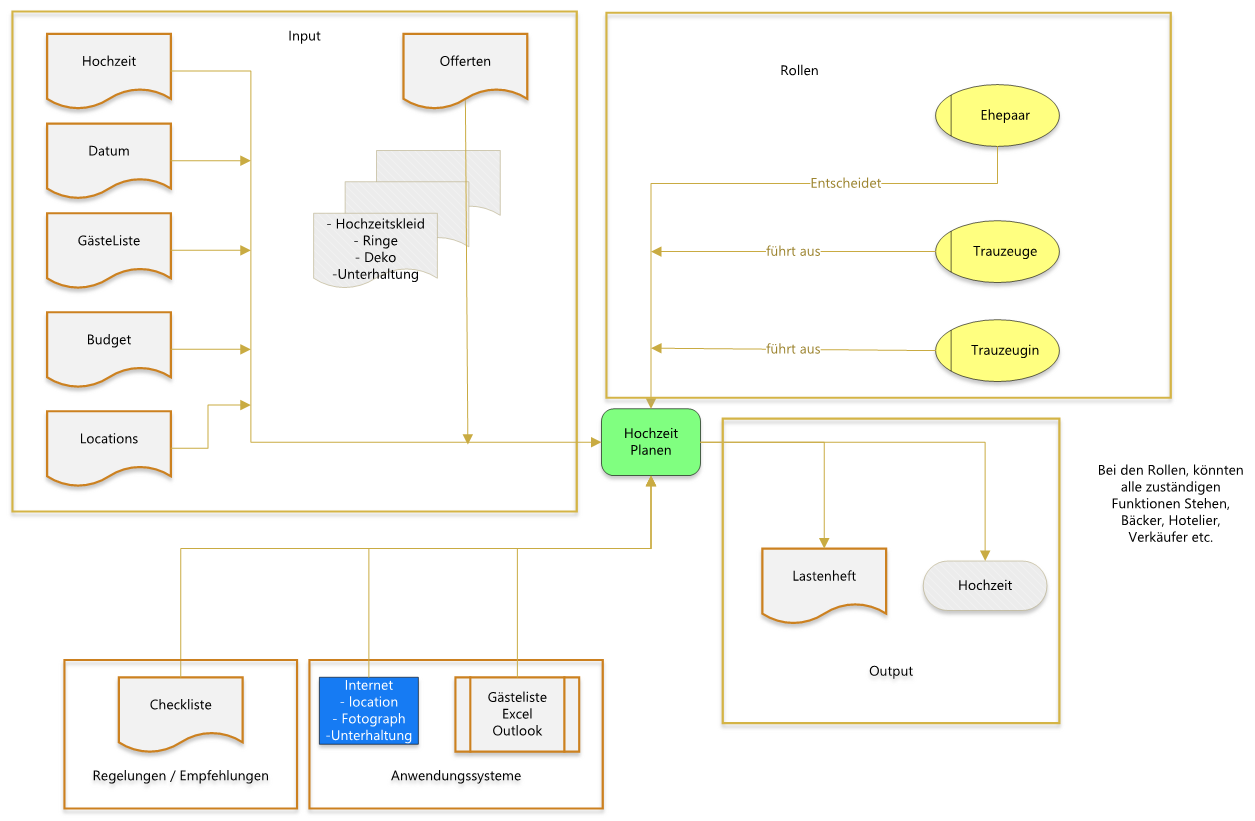 Input
Hochzeit
Offerten
Datum
GästeListe
- Hochzeitskleid
- Ringe
- Deko
-Unterhaltung
Budget
Locations
Rollen
Ehepaar
Entscheidet
Trauzeuge
führt aus
Trauzeugin
führt aus
Hochzeit
Planen
Lastenheft
Hochzeit
Output
Bei den Rollen, könnten
alle zuständigen
Funktionen Stehen,
Bäcker, Hotelier,
Verkäufer etc.
Checkliste
Regelungen / Empfehlungen
Internet
- location
- Fotograph
-Unterhaltung
Gästeliste
Excel
Outlook
Anwendungssysteme